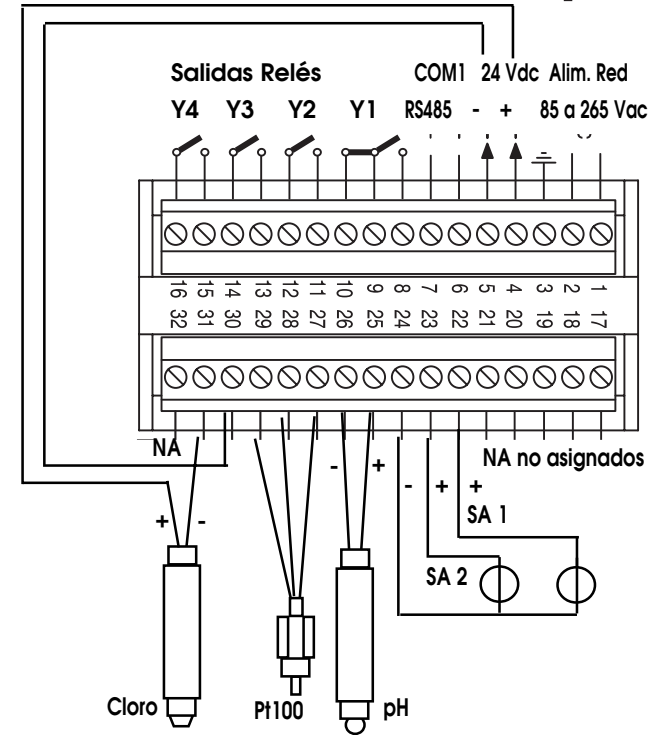 Salidas Relés COM1 24 Vdc Alim. Red
Y4 Y3 Y2 Y1 RS485 - + 85 a 265 Vac
16 15 14 13 12 11 10 9 8 7 6 5 4 3 2 1
32 31 30 29 28 27 26 25 24 23 22 21 20 19 18 17
NA NA no asignados
- + - + +
SA 1
+ -
SA 2
Cloro Pt100 pH